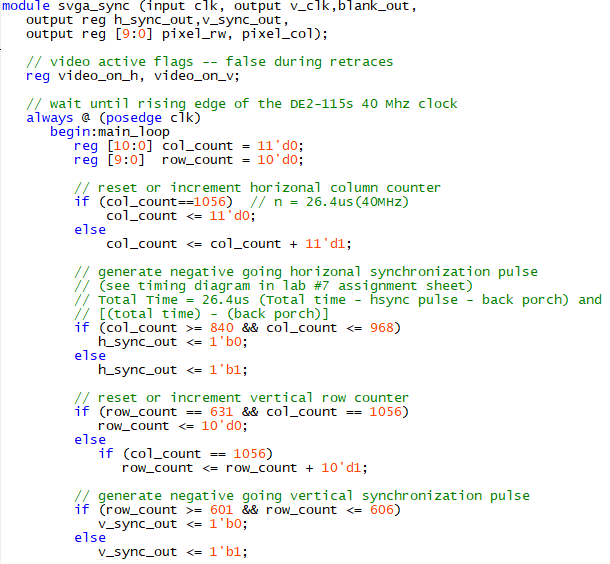 module svga_sync (input clk, output v_clk,blank_out,
output reg h_sync_out,v_sync_out,
output reg [9:0] pixel_rw, pixel_col);
// video active flags -- false during retraces
reg video_on_h, video_on_v;
// wait until rising edge of the DE2-115s 40 Mhz clock
always @ (posedge clk)
begin:main_loop
reg [10:0] col_count = 11'd0;
reg [9:0] row_count = 10'd0;
// reset or increment horizonal column counter
if (col_count==1056) // n = 26.4us(40MHz)
col_count <= 11'd0;
else
col_count <= col_count + 11'd1;
// generate negative going horizonal synchronization pulse
// (see timing diagram in lab #7 assignment sheet)
// Total Time = 26.4us (Total time - hsync pulse - back porch) and
// [(total time) - (back porch)]
if (col_count >= 840 && col_count <= 968)
h_sync_out <= 1'b0;
else
h_sync_out <= 1'b1;
// reset or increment vertical row counter
if (row_count == 631 && col_count == 1056)
row_count <= 10'd0;
else
if (col_count == 1056)
row_count <= row_count + 10'd1;
// generate negative going vertical synchronization pulse
if (row_count >= 601 && row_count <= 606)
v_sync_out <= 1'b0;
else
v_sync_out <= 1'b1;